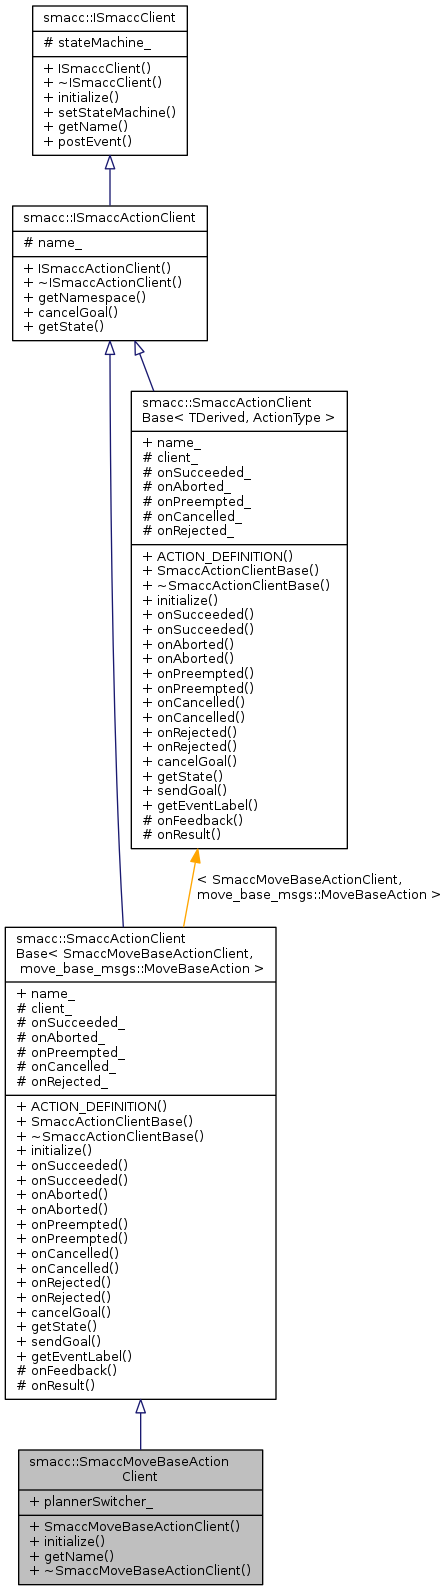 smacc::ISmaccClient
# stateMachine_
+ ISmaccClient()
+ ~ISmaccClient()
+ initialize()
+ setStateMachine()
+ getName()
+ postEvent()
smacc::ISmaccActionClient
# name_
+ ISmaccActionClient()
+ ~ISmaccActionClient()
+ getNamespace()
+ cancelGoal()
+ getState()
smacc::SmaccActionClient
Base< TDerived, ActionType >
+ name_
# client_
# onSucceeded_
# onAborted_
# onPreempted_
# onCancelled_
# onRejected_
+ ACTION_DEFINITION()
+ SmaccActionClientBase()
+ ~SmaccActionClientBase()
+ initialize()
+ onSucceeded()
+ onSucceeded()
+ onAborted()
+ onAborted()
+ onPreempted()
+ onPreempted()
+ onCancelled()
+ onCancelled()
+ onRejected()
+ onRejected()
+ cancelGoal()
+ getState()
+ sendGoal()
+ getEventLabel()
# onFeedback()
# onResult()
< SmaccMoveBaseActionClient,
move_base_msgs::MoveBaseAction >
smacc::SmaccActionClient
Base< SmaccMoveBaseActionClient,
move_base_msgs::MoveBaseAction >
+ name_
# client_
# onSucceeded_
# onAborted_
# onPreempted_
# onCancelled_
# onRejected_
+ ACTION_DEFINITION()
+ SmaccActionClientBase()
+ ~SmaccActionClientBase()
+ initialize()
+ onSucceeded()
+ onSucceeded()
+ onAborted()
+ onAborted()
+ onPreempted()
+ onPreempted()
+ onCancelled()
+ onCancelled()
+ onRejected()
+ onRejected()
+ cancelGoal()
+ getState()
+ sendGoal()
+ getEventLabel()
# onFeedback()
# onResult()
smacc::SmaccMoveBaseAction
Client
+ plannerSwitcher_
+ SmaccMoveBaseActionClient()
+ initialize()
+ getName()
+ ~SmaccMoveBaseActionClient()